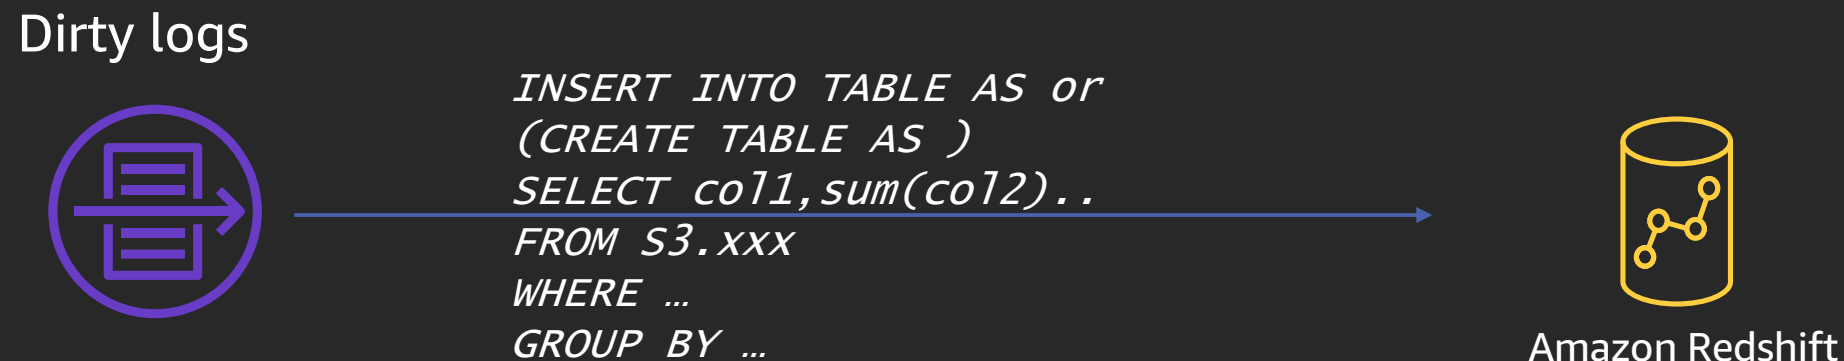 Dirty logs
INSERT INTO TABLE AS or
(CREATE TABLE AS )
SELECT col1,sum(col2)..
FROM S3.xxx
WHERE …
GROUP BY …
Amazon Redshift